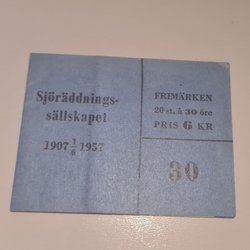 Sjöräddnings-
sällskapet
1907 1/6 1957
FRIMÄRKEN
20 st. à 30 öre
PRIS 6 KR
30